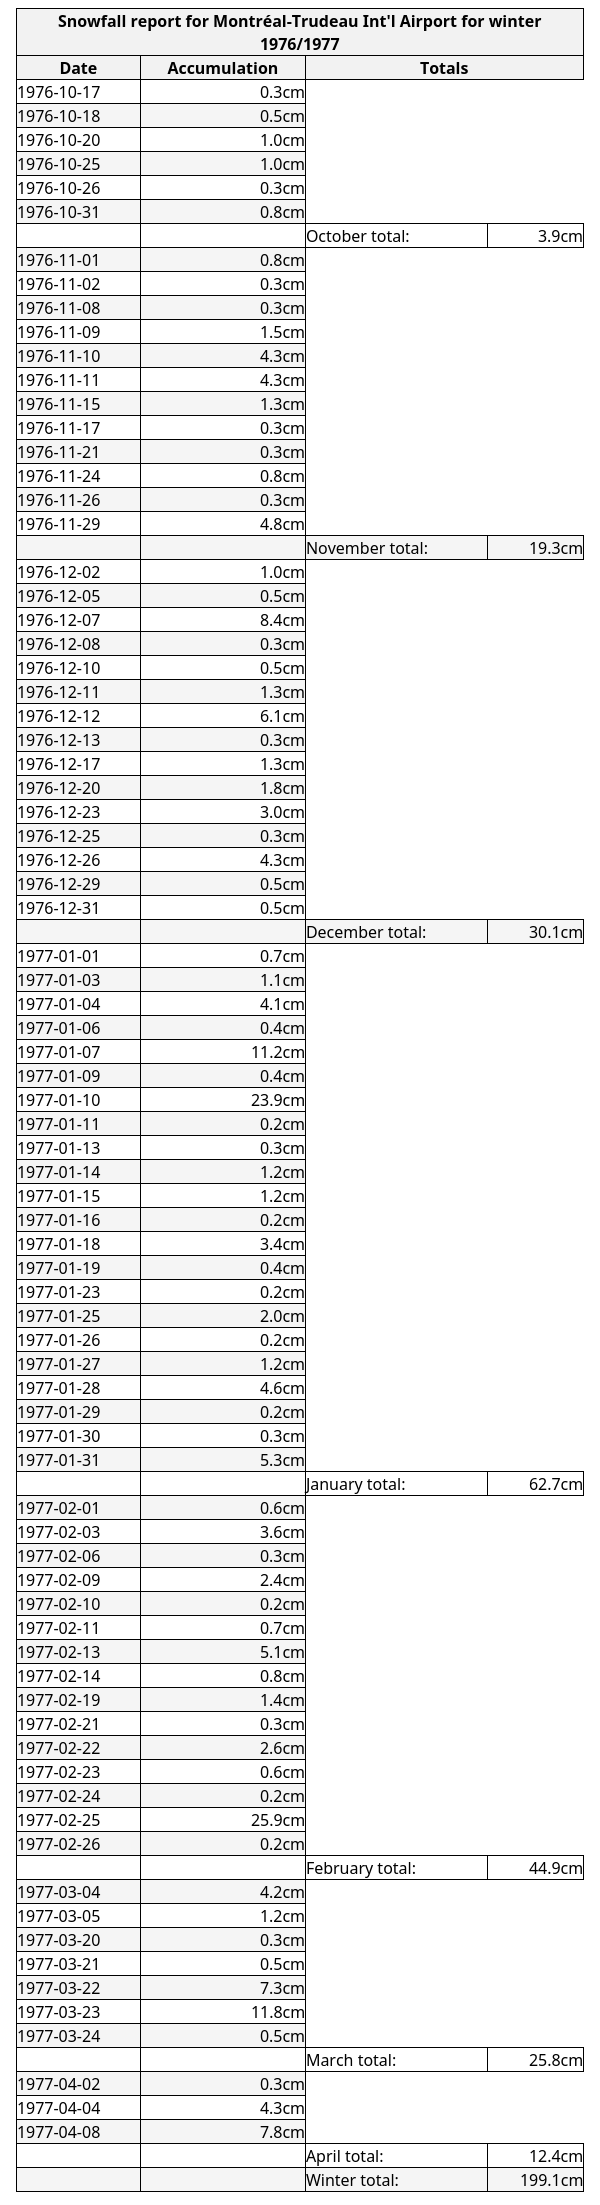 Snowfall report for Montréal-Trudeau Int'l Airport for winter
1976/1977
Date Accumulation Totals
1976-10-17 0.3cm
1976-10-18 0.5cm
1976-10-20 1.0cm
1976-10-25 1.0cm
1976-10-26 0.3cm
1976-10-31 0.8cm
October total: 3.9cm
1976-11-01 0.8cm
1976-11-02 0.3cm
1976-11-08 0.3cm
1976-11-09 1.5cm
1976-11-10 4.3cm
1976-11-11 4.3cm
1976-11-15 1.3cm
1976-11-17 0.3cm
1976-11-21 0.3cm
1976-11-24 0.8cm
1976-11-26 0.3cm
1976-11-29 4.8cm
November total: 19.3cm
1976-12-02 1.0cm
1976-12-05 0.5cm
1976-12-07 8.4cm
1976-12-08 0.3cm
1976-12-10 0.5cm
1976-12-11 1.3cm
1976-12-12 6.1cm
1976-12-13 0.3cm
1976-12-17 1.3cm
1976-12-20 1.8cm
1976-12-23 3.0cm
1976-12-25 0.3cm
1976-12-26 4.3cm
1976-12-29 0.5cm
1976-12-31 0.5cm
December total: 30.1cm
1977-01-01 0.7cm
1977-01-03 1.1cm
1977-01-04 4.1cm
1977-01-06 0.4cm
1977-01-07 11.2cm
1977-01-09 0.4cm
1977-01-10 23.9cm
1977-01-11 0.2cm
1977-01-13 0.3cm
1977-01-14 1.2cm
1977-01-15 1.2cm
1977-01-16 0.2cm
1977-01-18 3.4cm
1977-01-19 0.4cm
1977-01-23 0.2cm
1977-01-25 2.0cm
1977-01-26 0.2cm
1977-01-27 1.2cm
1977-01-28 4.6cm
1977-01-29 0.2cm
1977-01-30 0.3cm
1977-01-31 5.3cm
January total: 62.7cm
1977-02-01 0.6cm
1977-02-03 3.6cm
1977-02-06 0.3cm
1977-02-09 2.4cm
1977-02-10 0.2cm
1977-02-11 0.7cm
1977-02-13 5.1cm
1977-02-14 0.8cm
1977-02-19 1.4cm
1977-02-21 0.3cm
1977-02-22 2.6cm
1977-02-23 0.6cm
1977-02-24 0.2cm
1977-02-25 25.9cm
1977-02-26 0.2cm
February total: 44.9cm
1977-03-04 4.2cm
1977-03-05 1.2cm
1977-03-20 0.3cm
1977-03-21 0.5cm
1977-03-22 7.3cm
1977-03-23 11.8cm
1977-03-24 0.5cm
March total: 25.8cm
1977-04-02 0.3cm
1977-04-04 4.3cm
1977-04-08 7.8cm
April total: 12.4cm
Winter total: 199.1cm